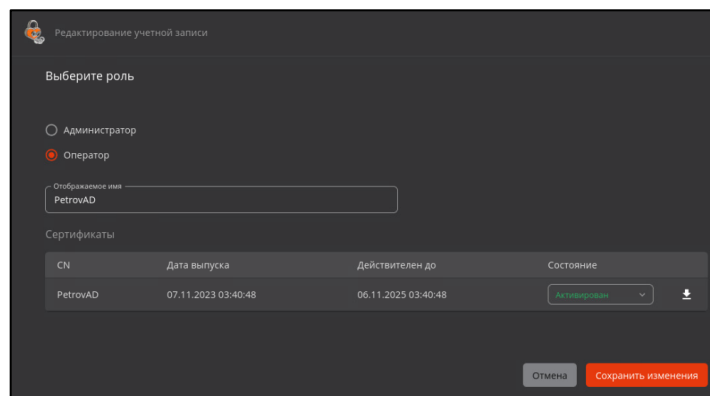 Редактирование учетной записи
Выберите роль
Администратор
Оператор
Отображаемое имя
PetrovAD
Сертификаты
CN Дата выпуска Действителен до Состояние
PetrovAD 07.11.2023 03:40:48 06.11.2025 03:40:48 Активирован
Отмена Сохранить изменения